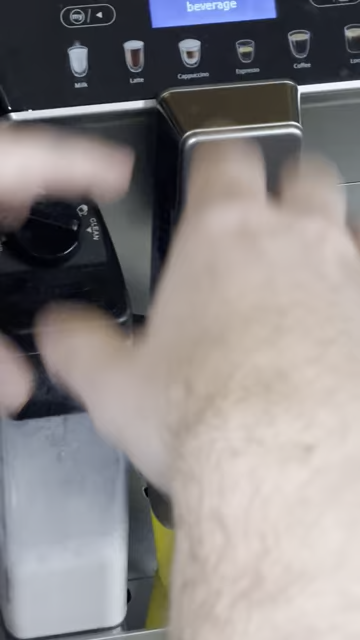 beverage
my
Milk
Latte
Cappuccino
Espresso
Coffee
CLEAN